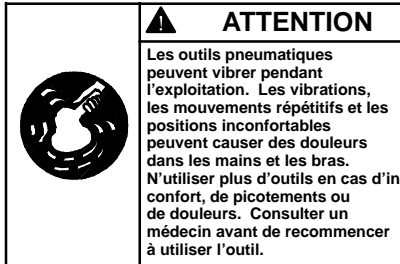 ATTENTION
Les outils pneumatiques
peuvent vibrer pendant
l'exploitation. Les vibrations,
les mouvements répétitifs et les
positions inconfortables
peuvent causer des douleurs
dans les mains et les bras.
N'utiliser plus d'outils en cas d'in
confort, de picotements ou
de douleurs. Consulter un
médecin avant de recommencer
à utiliser l'outil.